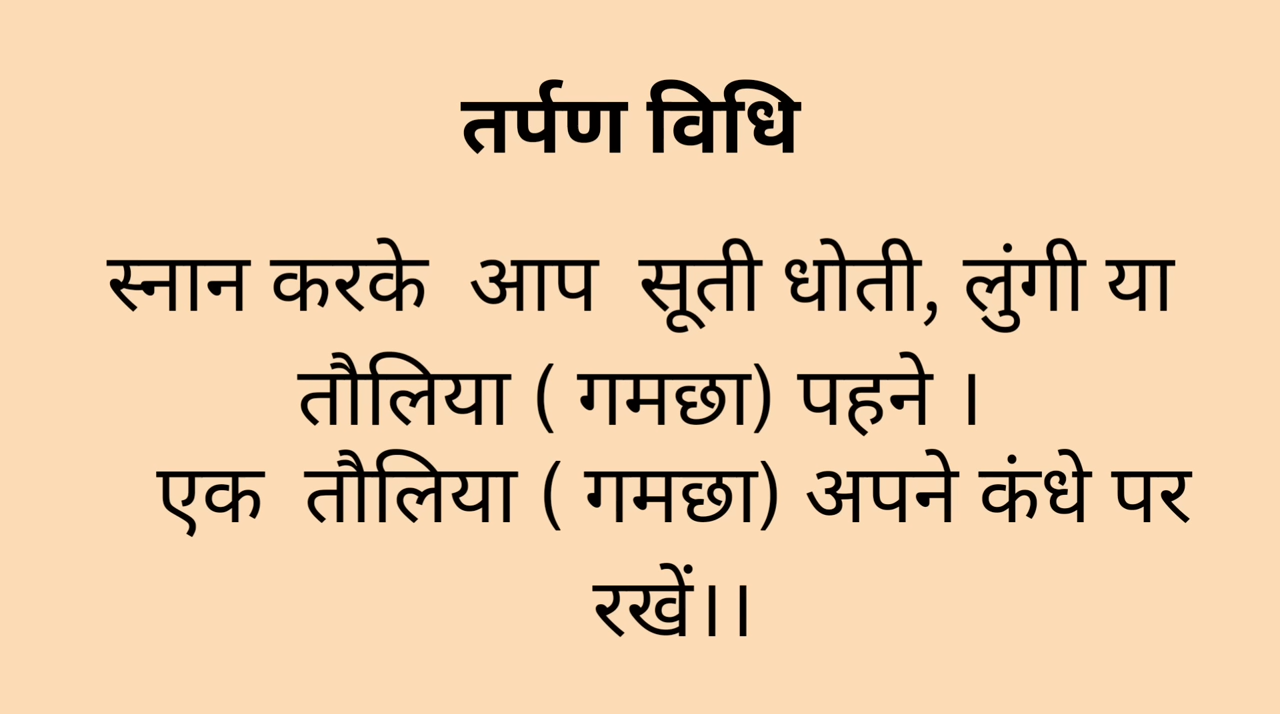 तर्पण विधि
स्नान करके आप सूती धोती, लुंगी या
तौलिया ( गमछा) पहने ।
एक तौलिया ( गमछा) अपने कंधे पर
रखें।।